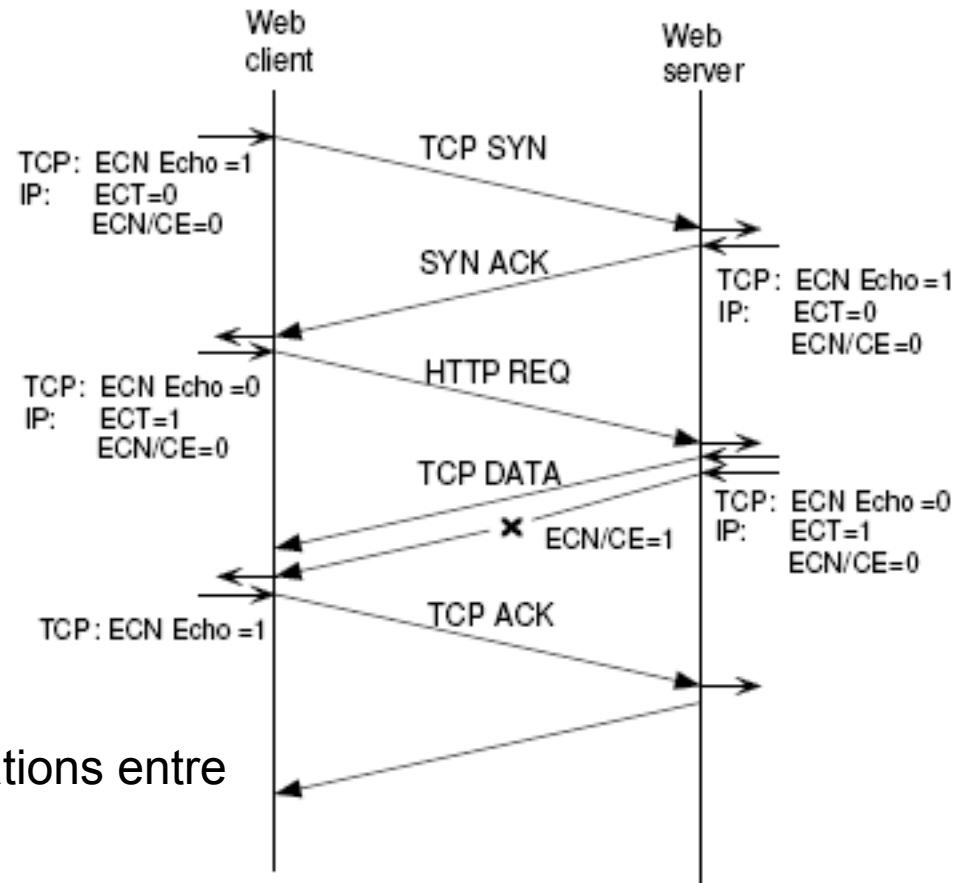 Web
client
Web
server
TCP SYN
TCP: ECN Echo =1
IP: ECT=0
ECN/CE=0
SYN ACK
TCP: ECN Echo =1
IP: ECT=0
ECN/CE=0
HTTP REQ
TCP: ECN Echo =0
IP: ECT=1
ECN/CE=0
TCP DATA
TCP: ECN Echo =0
IP: ECT=1
ECN/CE=0
ECN/CE=1
TCP ACK
TCP: ECN Echo =1
tions entre